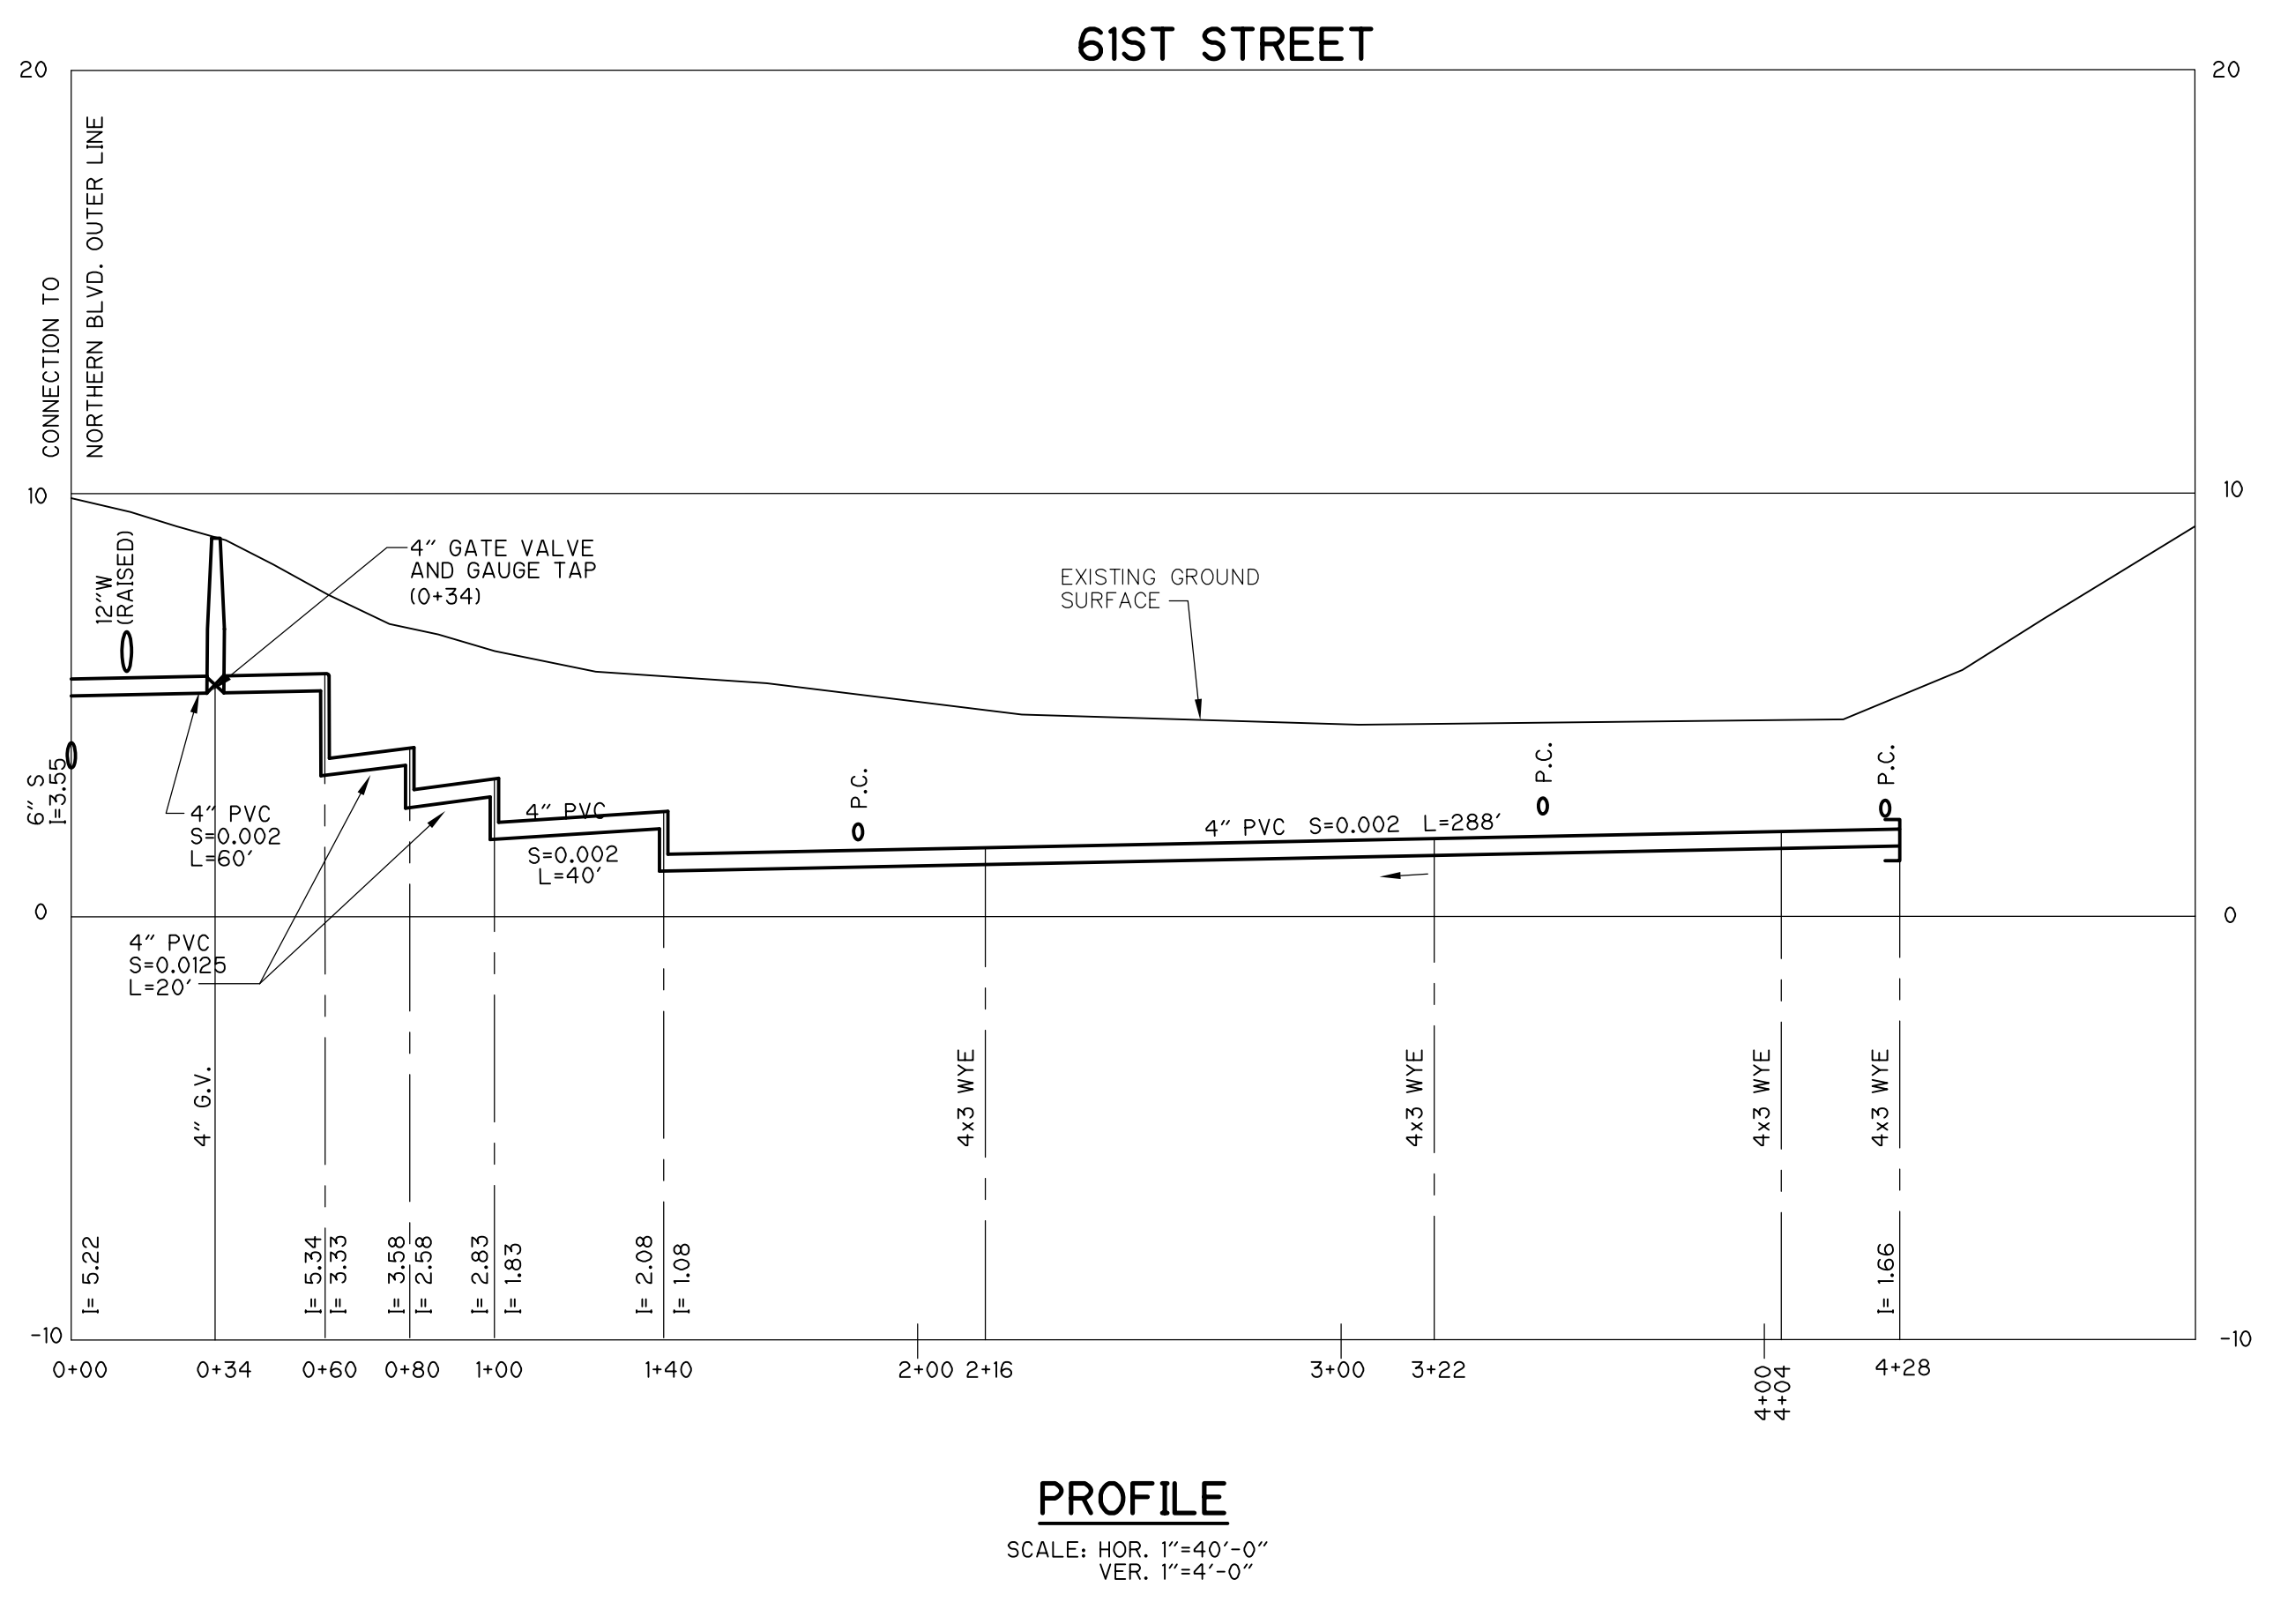 61ST STREET
20
20
CONNECTION TO
NORTHERN BLVD. OUTER LINE
10
10
12"W
(RAISED)
4" GATE VALVE
AND GAUGE TAP
(0+34)
EXISTING GROUND
SURFACE
6" S
I=3.55
4" PVC
S=0.002
L=60'
4" PVC
S=0.002
L=40'
P.C.
4" PVC S=0.002 L=288'
P.C.
P.C.
0
0
4" PVC
S=0.0125
L=20'
4" G.V.
4x3 WYE
4x3 WYE
4x3 WYE
4x3 WYE
I= 5.22
I= 5.34
I= 3.33
I= 3.58
I= 2.58
I= 2.83
I= 1.83
I= 2.08
I= 1.08
I= 1.66
-10
-10
0+00
0+34
0+60
0+80
1+00
1+40
2+00
2+16
3+00
3+22
4+00
4+04
4+28
PROFILE
SCALE: HOR. 1"=40'-0"
VER. 1"=4'-0"